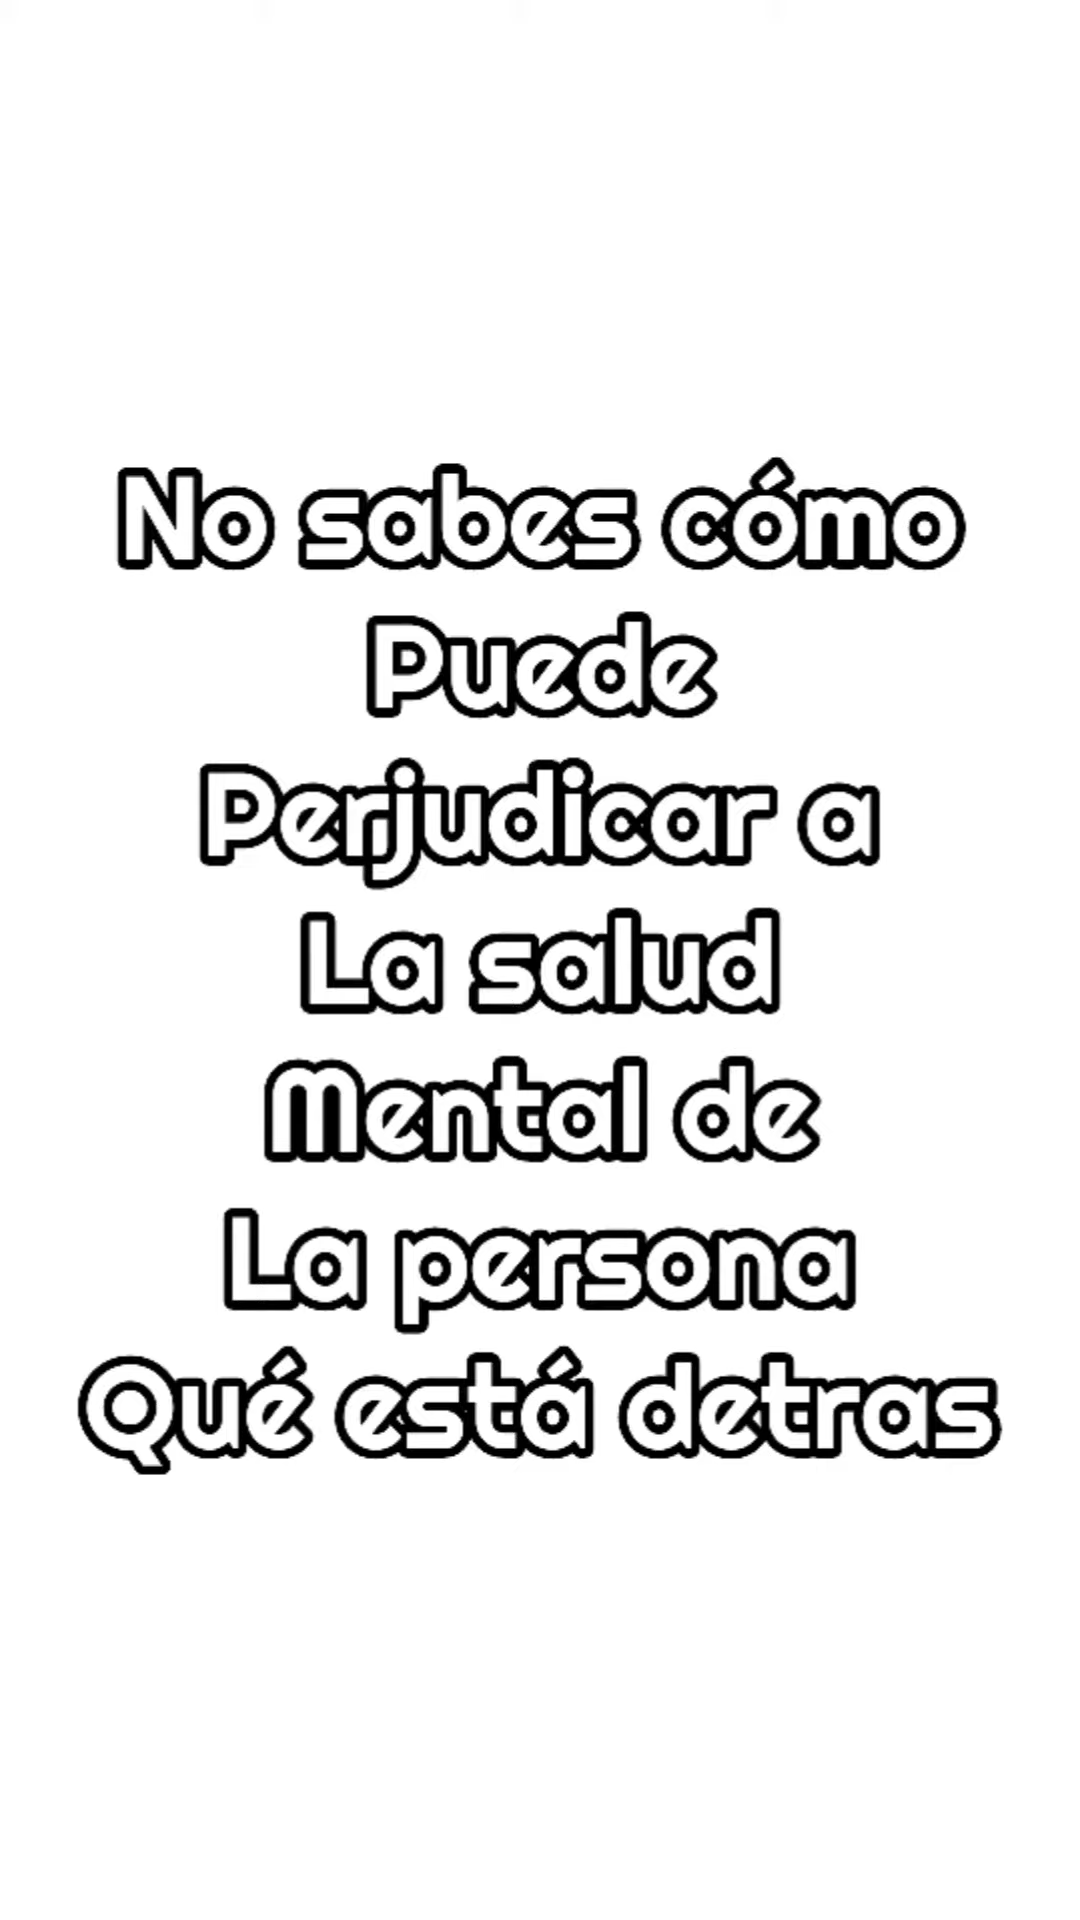 No sabes cómo
Puede
Perjudicar a
La salud
Mental de
La persona
Qué está detras